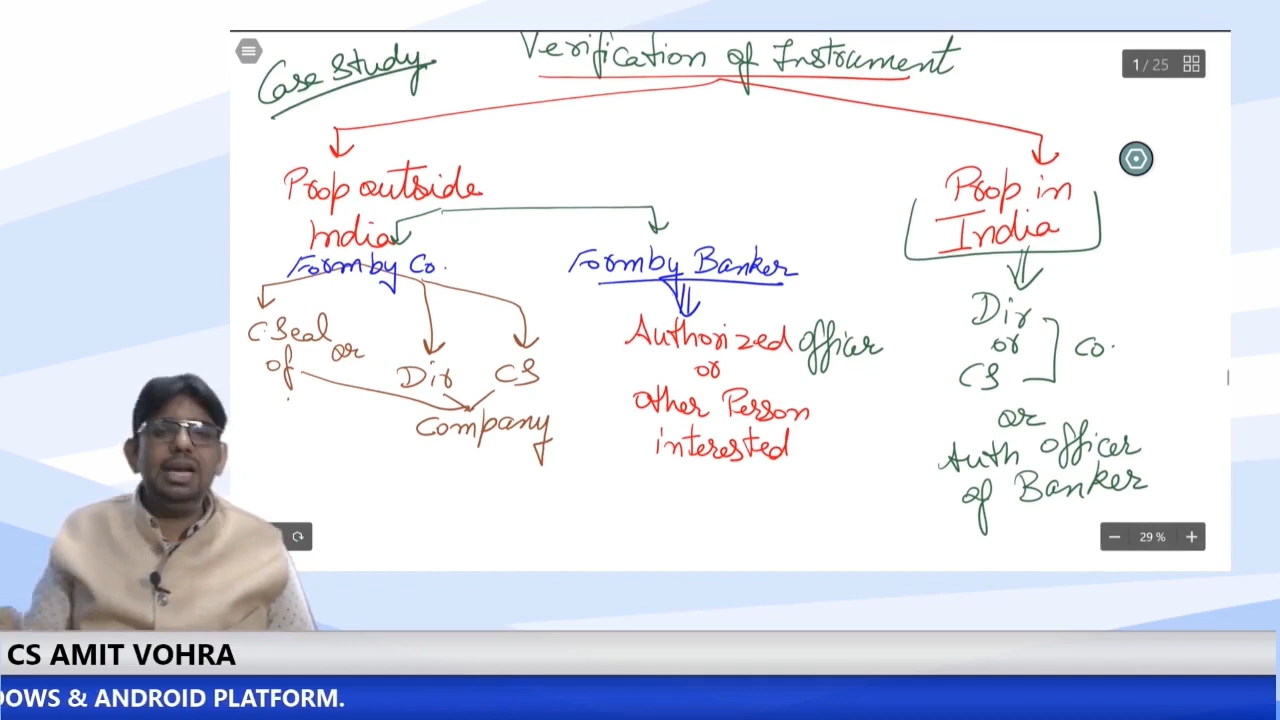 Case Study
Verification of Instrument
1 / 25
Prop outside
India
Prop in
India
Form by Co.
Form by Banker
C. Seal
or
of
Dir
CS
Company
Authorized officer
or
Other Person
interested
Dir
or
CS
Co.
or
Auth officer
of Banker
29 %
CS AMIT VOHRA
OWS & ANDROID PLATFORM.